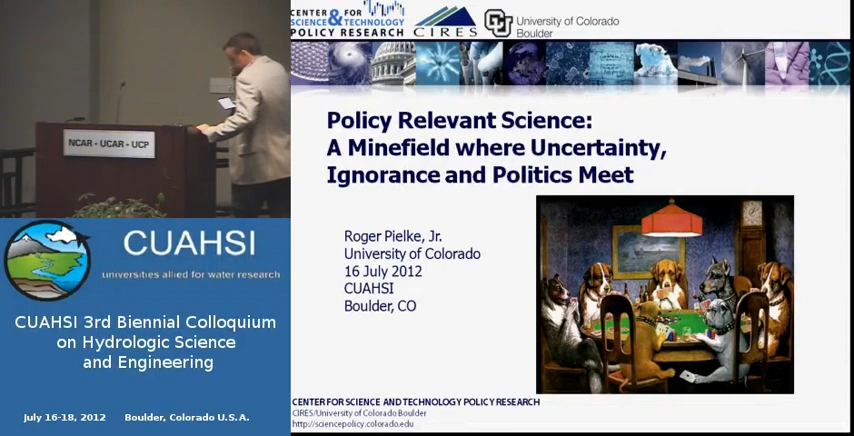 NCAR - UCAR - UCP
CUAHSI
universities allied for water research
CUAHSI 3rd Biennial Colloquium
on Hydrologic Science
and Engineering
July 16-18, 2012 Boulder, Colorado U.S.A.
CENTER FOR
SCIENCE & TECHNOLOGY
POLICY RESEARCH
CIRES
CU
University of Colorado
Boulder
Policy Relevant Science:
A Minefield where Uncertainty,
Ignorance and Politics Meet
Roger Pielke, Jr.
University of Colorado
16 July 2012
CUAHSI
Boulder, CO
CENTER FOR SCIENCE AND TECHNOLOGY POLICY RESEARCH
CIRES/University of Colorado Boulder
http://sciencepolicy.colorado.edu